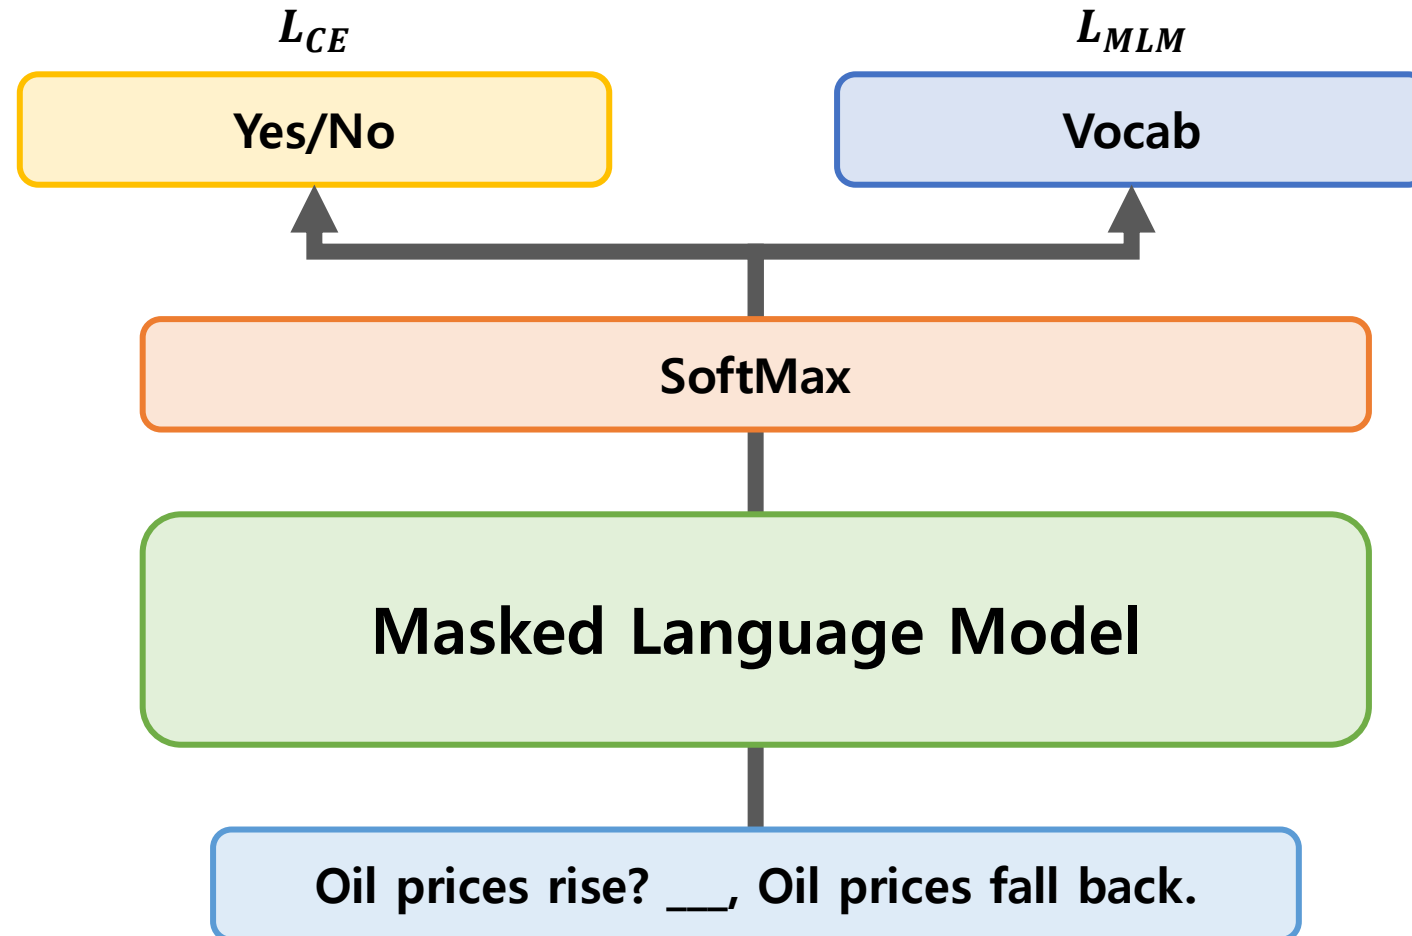 L_CE
L_MLM
Yes/No
Vocab
SoftMax
Masked Language Model
Oil prices rise? ___, Oil prices fall back.